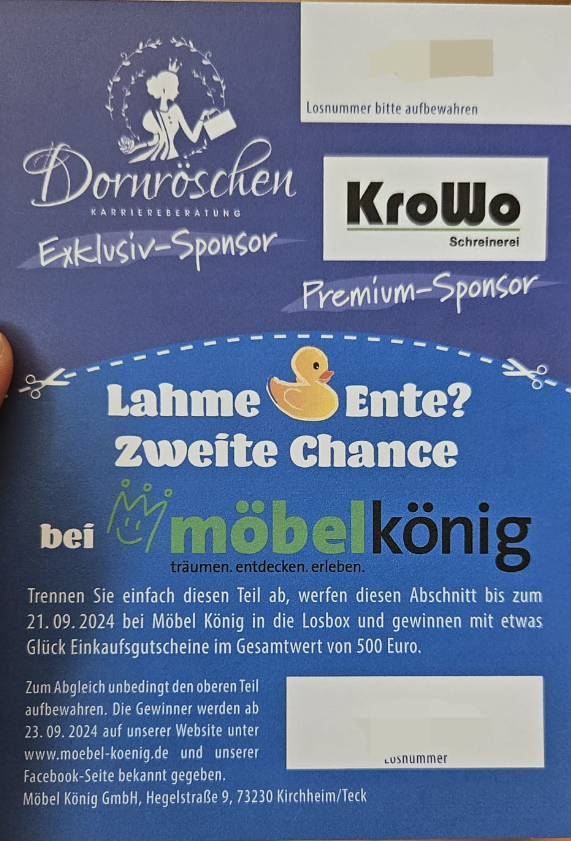 Losnummer bitte aufbewahren
Dornröschen
KARRIEREBERATUNG
Exklusiv-Sponsor
KroWo
Schreinerei
Premium-Sponsor
Lahme Ente?
Zweite Chance
bei möbelkönig
träumen. entdecken. erleben.
Trennen Sie einfach diesen Teil ab, werfen diesen Abschnitt bis zum
21. 09. 2024 bei Möbel König in die Losbox und gewinnen mit etwas
Glück Einkaufsgutscheine im Gesamtwert von 500 Euro.
Zum Abgleich unbedingt den oberen Teil
aufbewahren. Die Gewinner werden ab
23. 09. 2024 auf unserer Website unter
www.moebel-koenig.de und unserer
Facebook-Seite bekannt gegeben.
Möbel König GmbH, Hegelstraße 9, 73230 Kirchheim/Teck
Losnummer